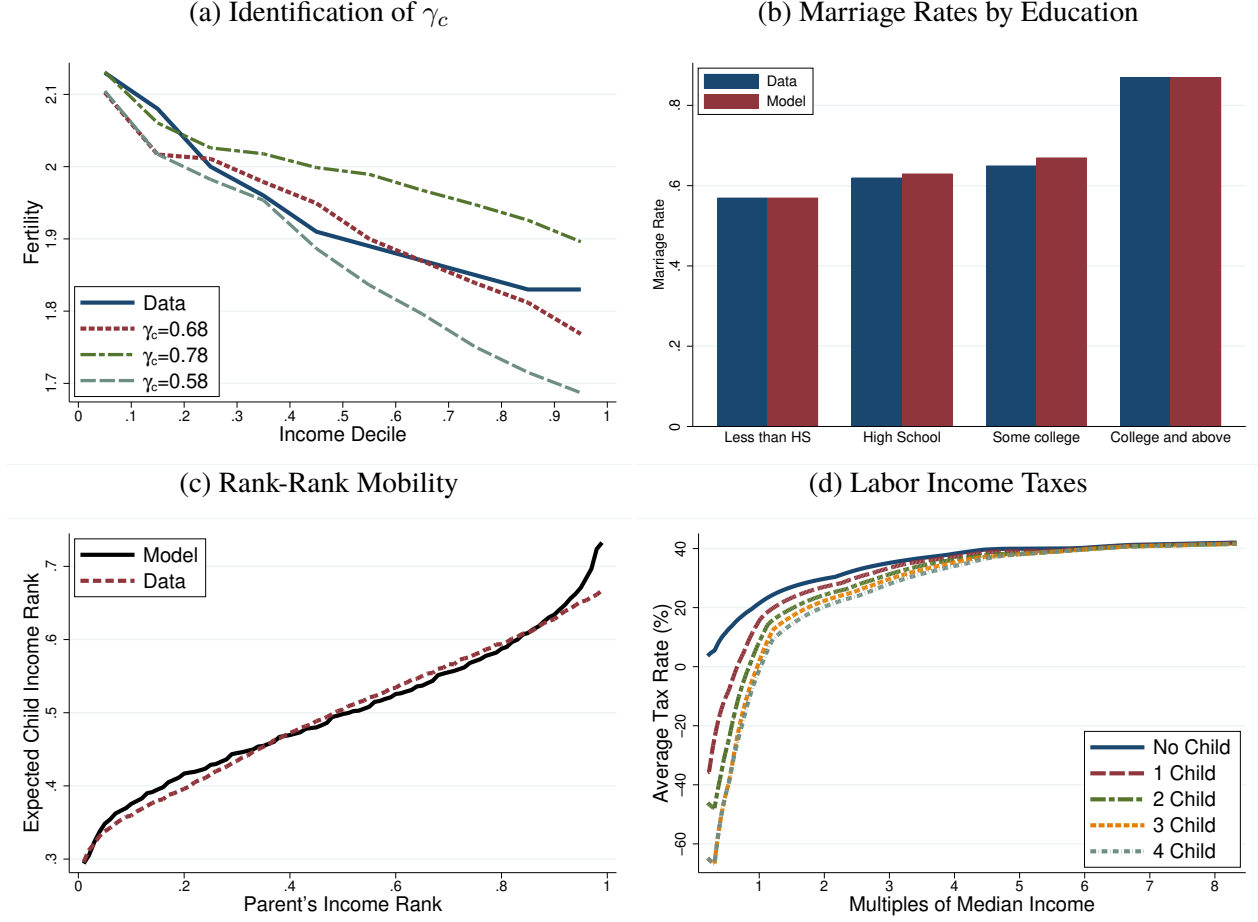 (a) Identification of γc
Fertility
2.1
2
1.9
1.8
1.7
Data
γc=0.68
γc=0.78
γc=0.58
0 .1 .2 .3 .4 .5 .6 .7 .8 .9 1
Income Decile
(b) Marriage Rates by Education
Marriage Rate
.8
.6
.4
.2
0
Data
Model
Less than HS High School Some college College and above
(c) Rank-Rank Mobility
Expected Child Income Rank
.7
.6
.5
.4
.3
Model
Data
0 .2 .4 .6 .8 1
Parent's Income Rank
(d) Labor Income Taxes
Average Tax Rate (%)
40
20
0
-20
-40
-60
No Child
1 Child
2 Child
3 Child
4 Child
1 2 3 4 5 6 7 8
Multiples of Median Income